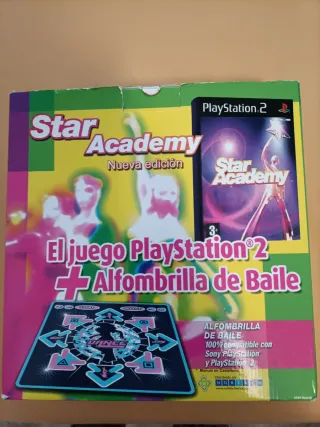 PlayStation 2
Star
Academy
Nueva edición
Star
Academy
3+
El juego PlayStation®2
+ Alfombrilla de Baile
DANCE
ALFOMBRILLA
DE BAILE
100% compatible con
Sony PlayStation
y PlayStation 2